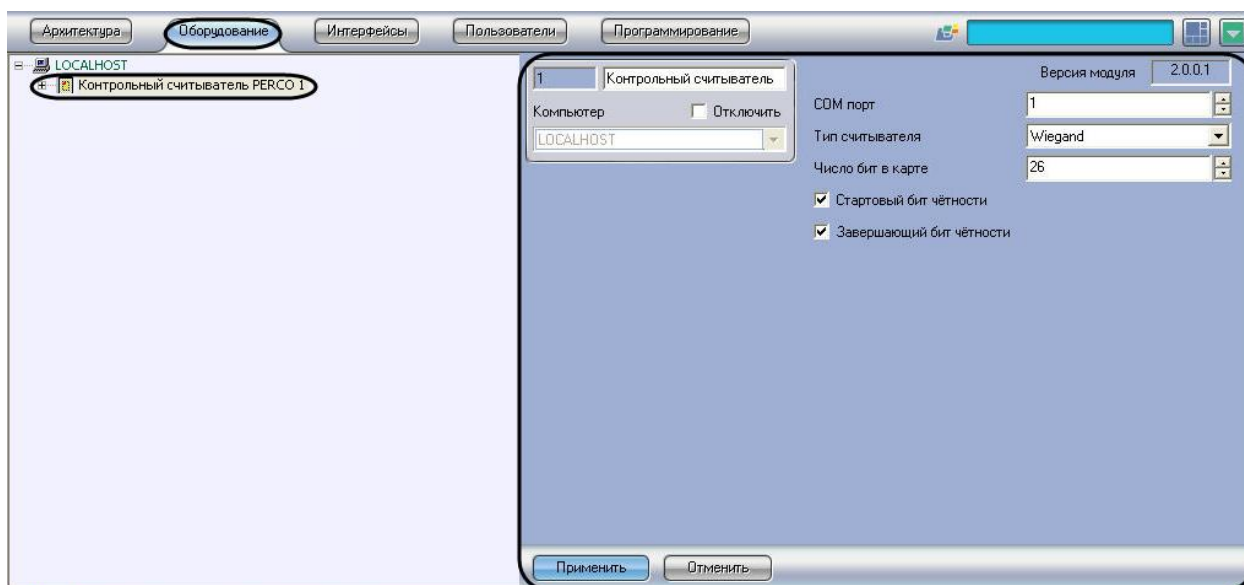 Архитектура Оборудование Интерфейсы Пользователи Программирование
LOCALHOST
Контрольный считыватель PERCO 1
1 Контрольный считыватель
Версия модуля 2.0.0.1
Компьютер Отключить
LOCALHOST
COM порт 1
Тип считывателя Wiegand
Число бит в карте 26
Стартовый бит чётности
Завершающий бит чётности
Применить Отменить